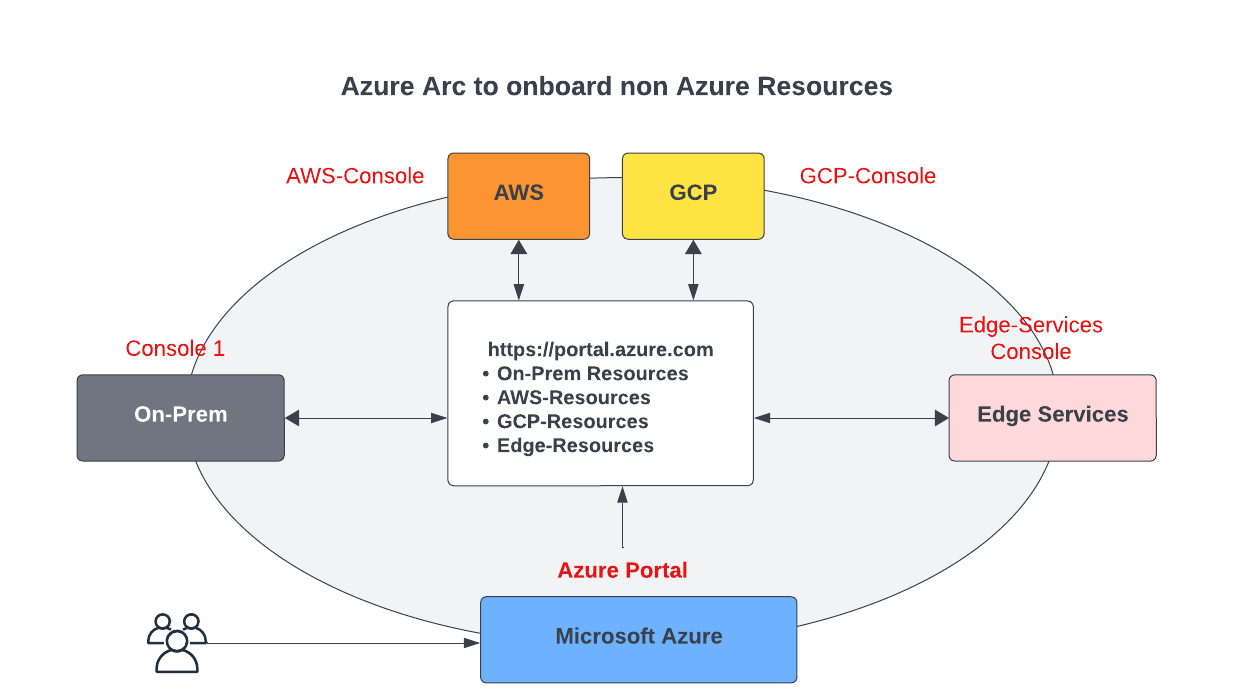 Azure Arc to onboard non Azure Resources
AWS-Console
AWS
GCP
GCP-Console
Console 1
On-Prem
https://portal.azure.com
• On-Prem Resources
• AWS-Resources
• GCP-Resources
• Edge-Resources
Edge-Services
Console
Edge Services
Azure Portal
Microsoft Azure